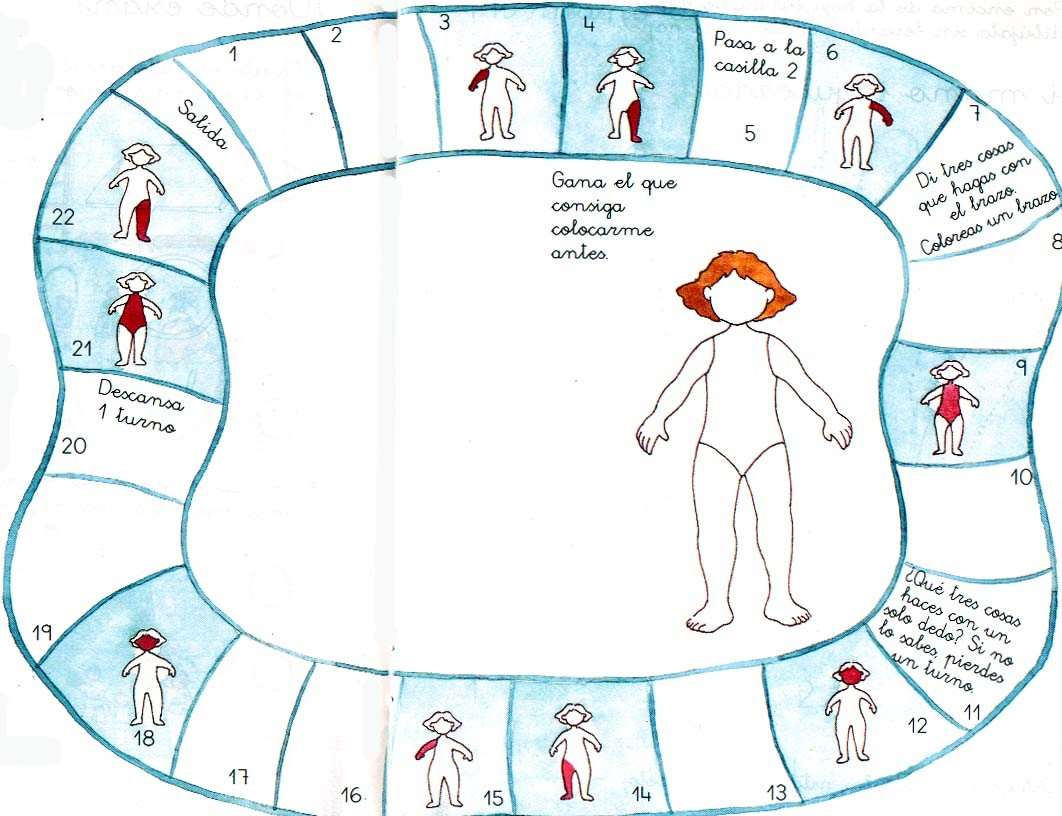 Salida
1
2
3
4
Pasa a la
casilla 2
5
6
7
Di tres cosas
que hagas con
el brazo.
Coloreas un brazo
8
9
10
¿Qué tres cosas
haces con un
solo dedo? Si no
lo sabes, pierdes
un turno.
11
12
13
14
15
16.
17
18
19
20
Descansa
1 turno
21
22
Gana el que
consiga
colocarme
antes.